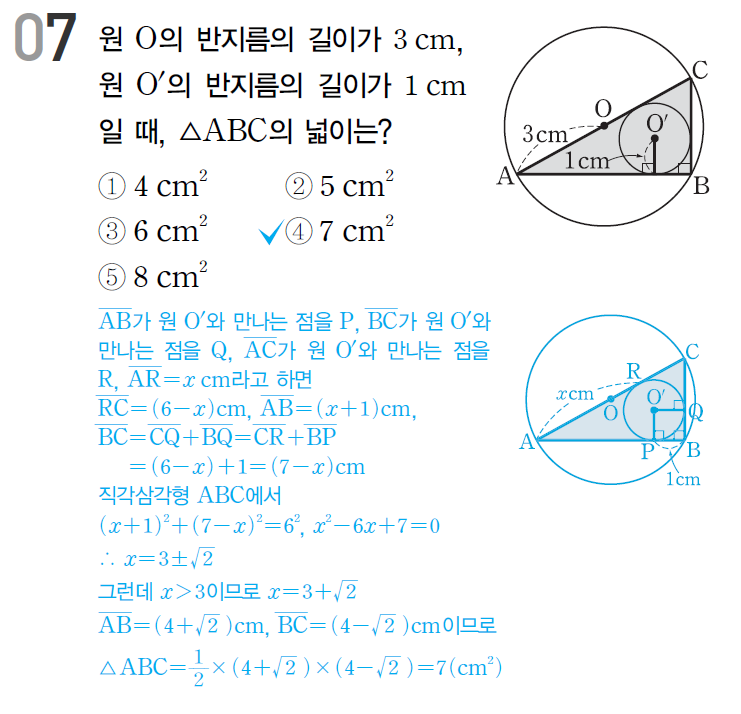 07
원 O의 반지름의 길이가 3 cm,
원 O′의 반지름의 길이가 1 cm
일 때, △ABC의 넓이는?
① 4 cm² ② 5 cm²
③ 6 cm² ④ 7 cm²
⑤ 8 cm²
C
O
O′
3cm
1cm
A
B
AB가 원 O′와 만나는 점을 P, BC가 원 O′와
만나는 점을 Q, AC가 원 O′와 만나는 점을
R, AR=x cm라고 하면
RC=(6-x)cm, AB=(x+1)cm,
BC=CQ+BQ=CR+BP
=(6-x)+1=(7-x)cm
직각삼각형 ABC에서
(x+1)²+(7-x)²=6², x²-6x+7=0
∴ x=3±√2
그런데 x>3이므로 x=3+√2
AB=(4+√2)cm, BC=(4-√2)cm이므로
△ABC=1/2×(4+√2)×(4-√2)=7(cm²)
C
R
xcm
O′
O
Q
A
P
B
1cm